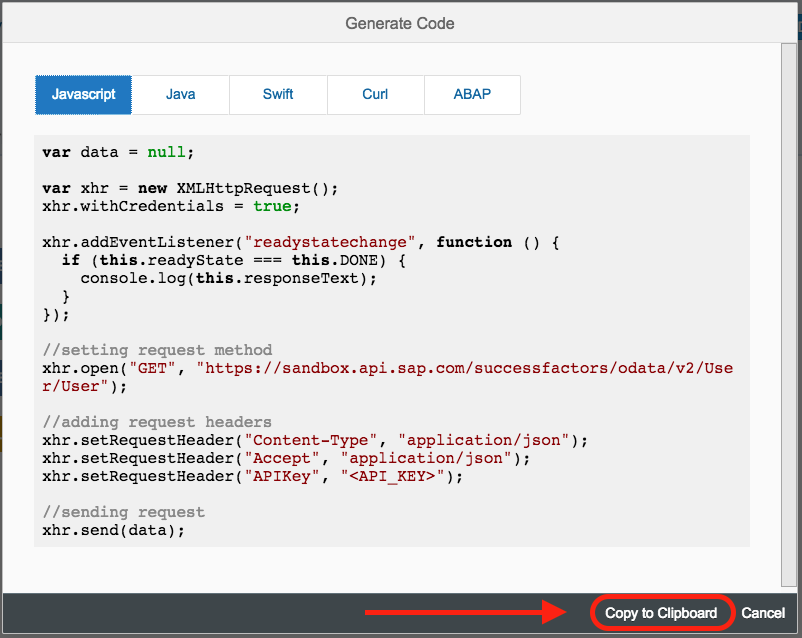 Generate Code
Javascript Java Swift Curl ABAP
var data = null;
var xhr = new XMLHttpRequest();
xhr.withCredentials = true;
xhr.addEventListener("readystatechange", function () {
  if (this.readyState === this.DONE) {
    console.log(this.responseText);
  }
});
//setting request method
xhr.open("GET", "https://sandbox.api.sap.com/successfactors/odata/v2/Use
r/User");
//adding request headers
xhr.setRequestHeader("Content-Type", "application/json");
xhr.setRequestHeader("Accept", "application/json");
xhr.setRequestHeader("APIKey", "<API_KEY>");
//sending request
xhr.send(data);
Copy to Clipboard Cancel